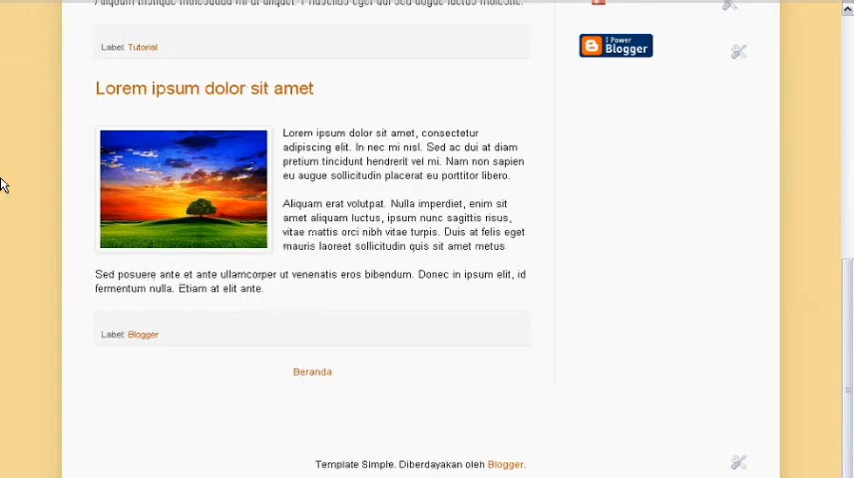 Label: Tutorial
I Power
Blogger
Lorem ipsum dolor sit amet
Lorem ipsum dolor sit amet, consectetur
adipiscing elit. In nec mi nisl. Sed ac dui at diam
pretium tincidunt hendrerit vel mi. Nam non sapien
eu augue sollicitudin placerat eu porttitor libero.
Aliquam erat volutpat. Nulla imperdiet, enim sit
amet aliquam luctus, ipsum nunc sagittis risus,
vitae mattis orci nibh vitae turpis. Duis at felis eget
mauris laoreet sollicitudin quis sit amet metus
Sed posuere ante et ante ullamcorper ut venenatis eros bibendum. Donec in ipsum elit, id
fermentum nulla. Etiam at elit ante.
Label: Blogger
Beranda
Template Simple. Diberdayakan oleh Blogger.